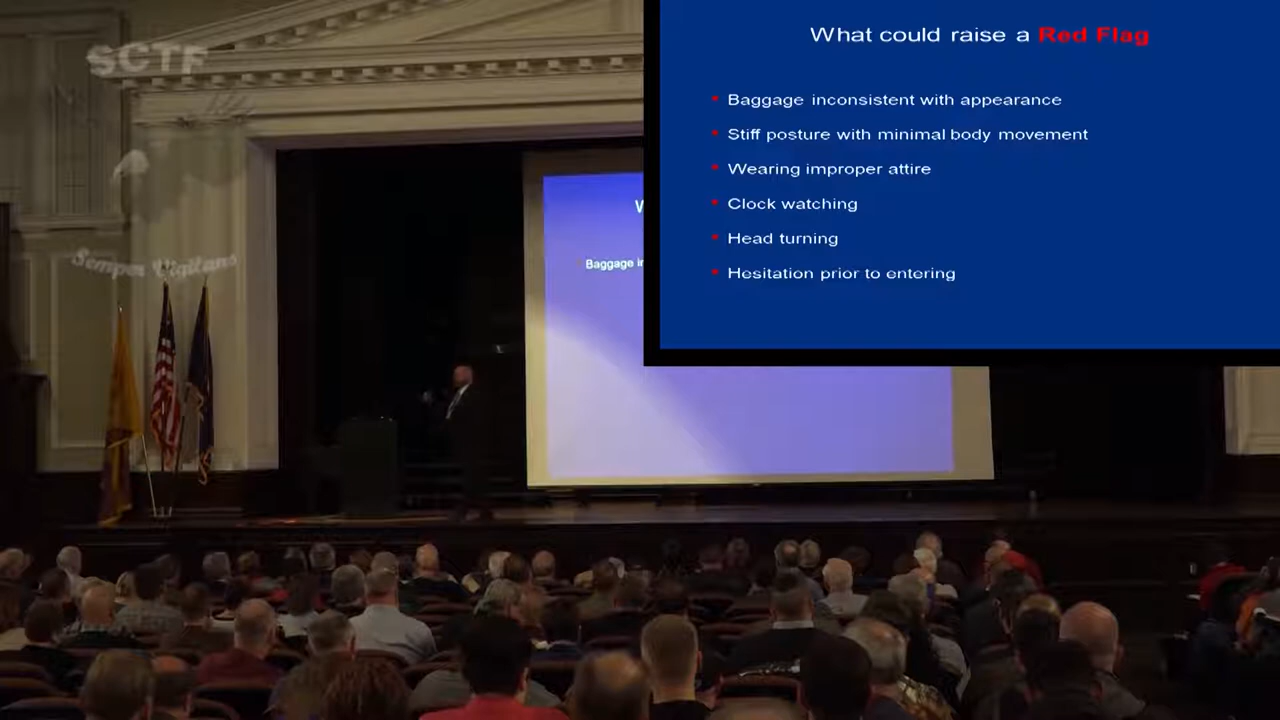 SCTF
Semper Vigilans
What could raise a Red Flag
Baggage inconsistent with appearance
Stiff posture with minimal body movement
Wearing improper attire
Clock watching
Head turning
Hesitation prior to entering
W
Baggage in